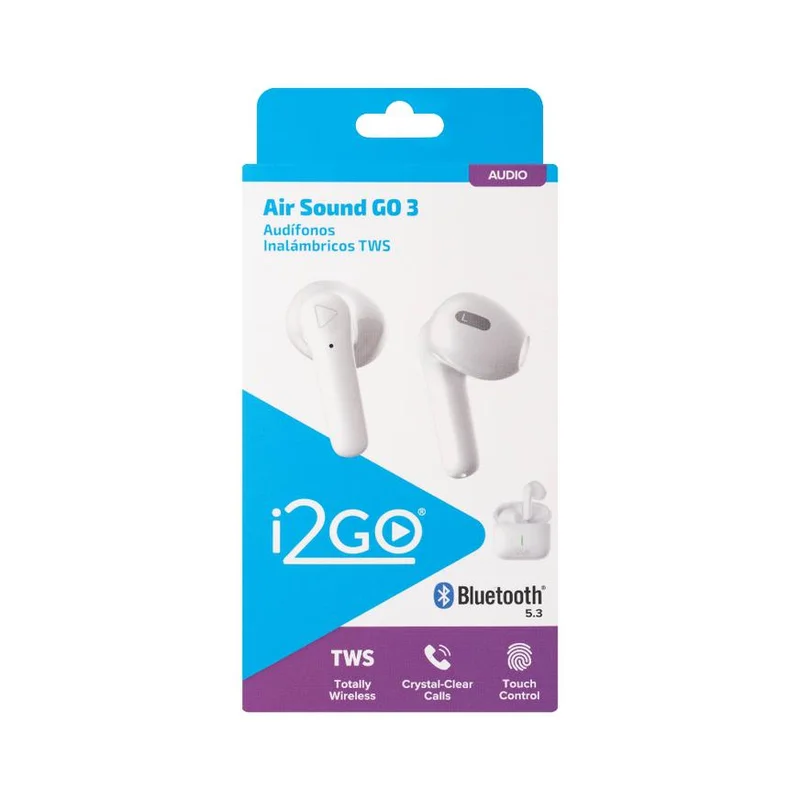 AUDIO
Air Sound GO 3
Audífonos
Inalámbricos TWS
L
i2GO®
Bluetooth®
5.3
TWS
Totally
Wireless
Crystal-Clear
Calls
Touch
Control